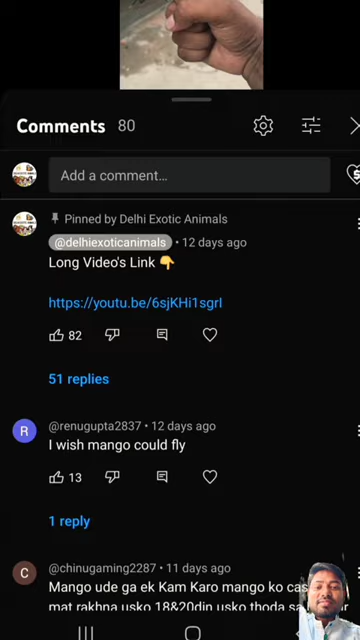 Comments 80
Add a comment...
Pinned by Delhi Exotic Animals
@delhiexoticanimals • 12 days ago
Long Video's Link 👇
https://youtu.be/6sjKHi1sgrI
82
51 replies
R @renugupta2837 • 12 days ago
I wish mango could fly
13
1 reply
C @chinugaming2287 • 11 days ago
Mango ude ga ek Kam Karo mango ko
mat rakhna usko 18&20din usko thoda